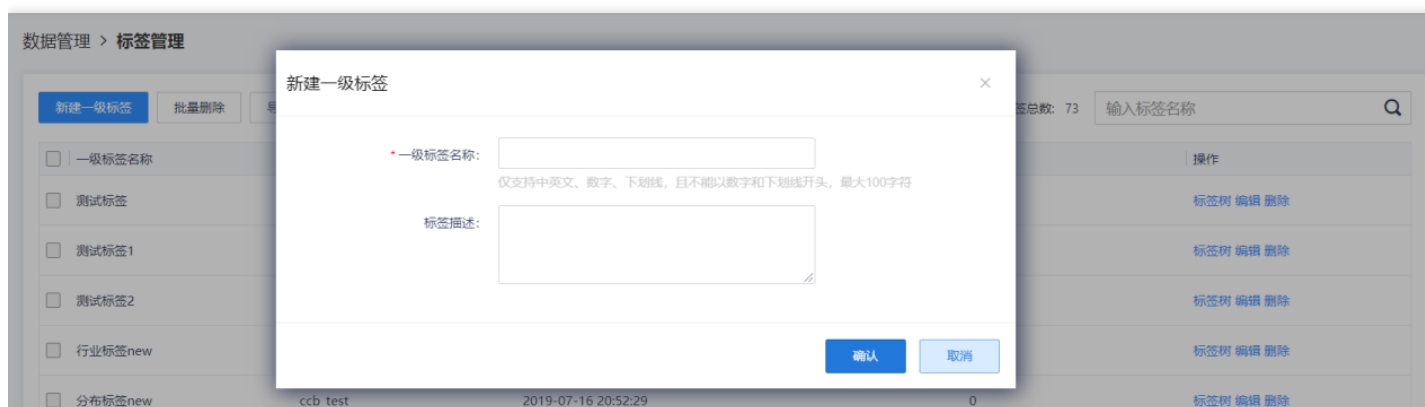 数据管理 > 标签管理
新建一级标签 ×
新建一级标签 批量删除 签总数: 73 输入标签名称
一级标签名称 操作
* 一级标签名称:
仅支持中英文、数字、下划线，且不能以数字和下划线开头，最大100字符
测试标签 标签树 编辑 删除
标签描述:
测试标签1 标签树 编辑 删除
测试标签2 标签树 编辑 删除
行业标签new 标签树 编辑 删除
确认 取消
分布标签new ccb_test 2019-07-16 20:52:29 0 标签树 编辑 删除